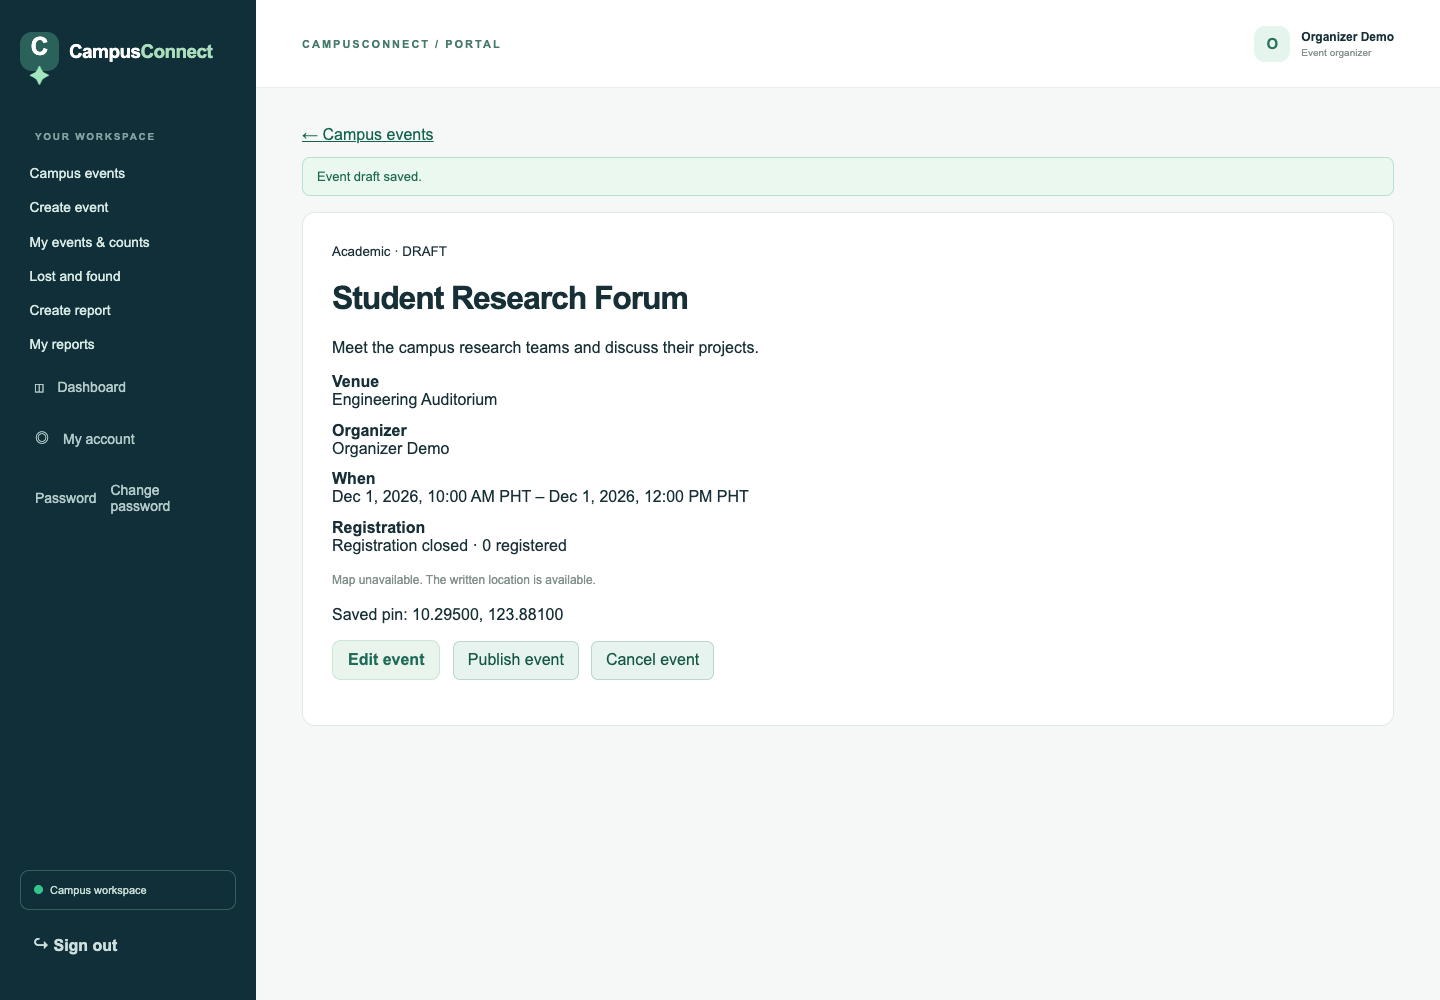 C
CampusConnect
YOUR WORKSPACE
Campus events
Create event
My events & counts
Lost and found
Create report
My reports
Dashboard
My account
Password Change
password
Campus workspace
↪ Sign out
CAMPUSCONNECT / PORTAL
O
Organizer Demo
Event organizer
← Campus events
Event draft saved.
Academic · DRAFT
Student Research Forum
Meet the campus research teams and discuss their projects.
Venue
Engineering Auditorium
Organizer
Organizer Demo
When
Dec 1, 2026, 10:00 AM PHT – Dec 1, 2026, 12:00 PM PHT
Registration
Registration closed · 0 registered
Map unavailable. The written location is available.
Saved pin: 10.29500, 123.88100
Edit event
Publish event
Cancel event